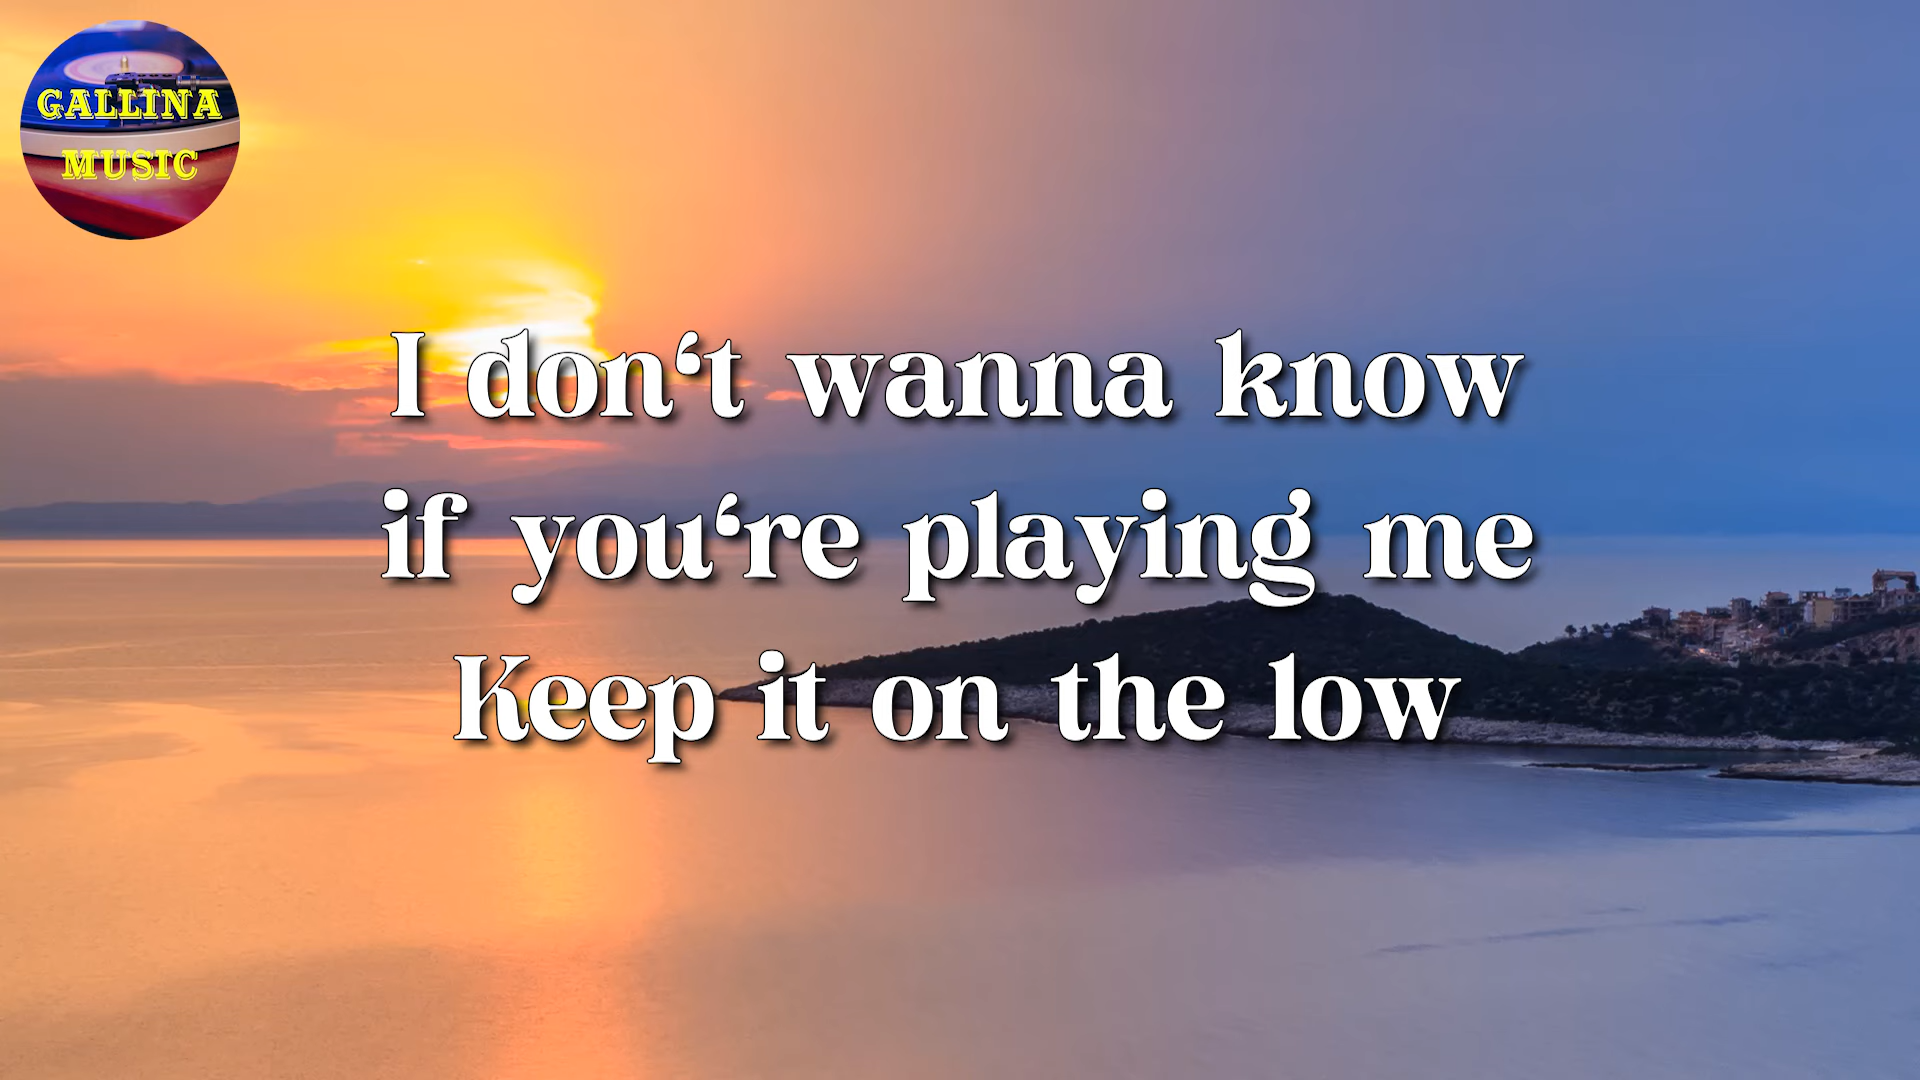 GALLINA
MUSIC
I don‘t wanna know
if you‘re playing me
Keep it on the low